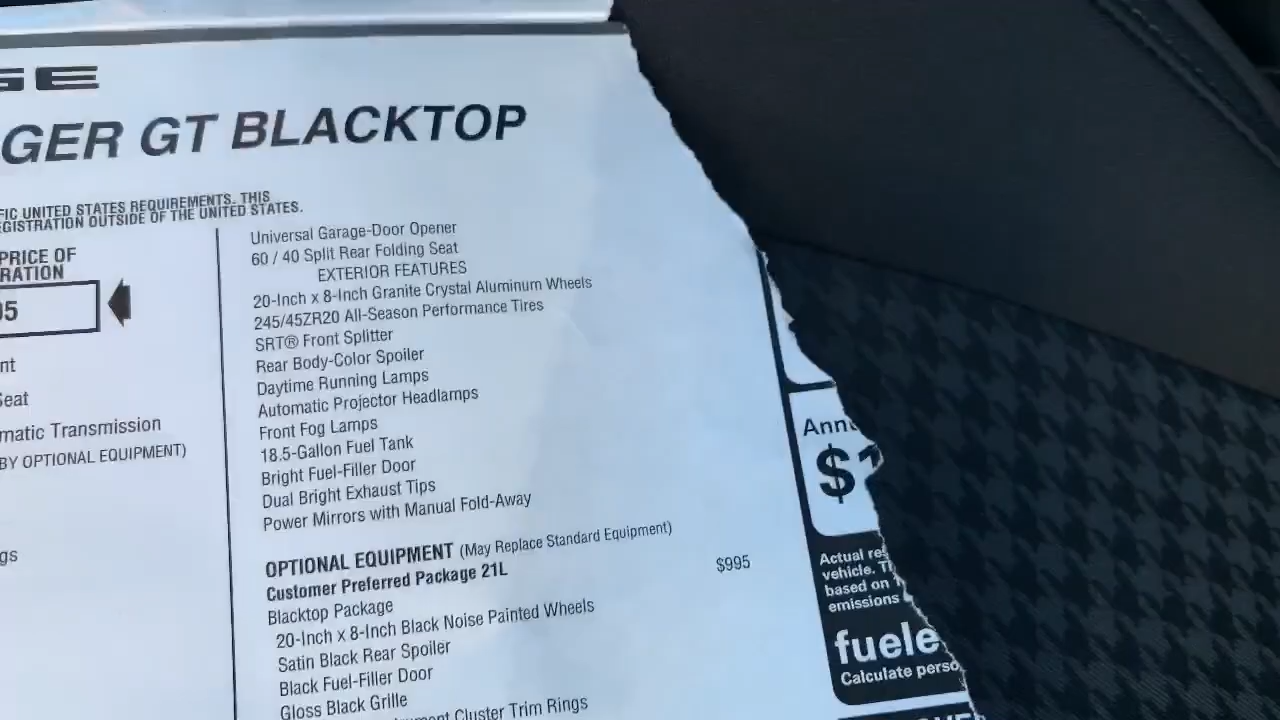 GE
GER GT BLACKTOP
FIC UNITED STATES REQUIREMENTS. THIS
EGISTRATION OUTSIDE OF THE UNITED STATES.
PRICE OF
RATION
05
nt
Seat
matic Transmission
BY OPTIONAL EQUIPMENT)
gs
Universal Garage-Door Opener
60 / 40 Split Rear Folding Seat
EXTERIOR FEATURES
20-Inch x 8-Inch Granite Crystal Aluminum Wheels
245/45ZR20 All-Season Performance Tires
SRT® Front Splitter
Rear Body-Color Spoiler
Daytime Running Lamps
Automatic Projector Headlamps
Front Fog Lamps
18.5-Gallon Fuel Tank
Bright Fuel-Filler Door
Dual Bright Exhaust Tips
Power Mirrors with Manual Fold-Away
OPTIONAL EQUIPMENT (May Replace Standard Equipment)
Customer Preferred Package 21L
Blacktop Package $995
20-Inch x 8-Inch Black Noise Painted Wheels
Satin Black Rear Spoiler
Black Fuel-Filler Door
Gloss Black Grille
Cluster Trim Rings
Annu
$1
Actual re
vehicle. T
based on
emissions
fuele
Calculate perso